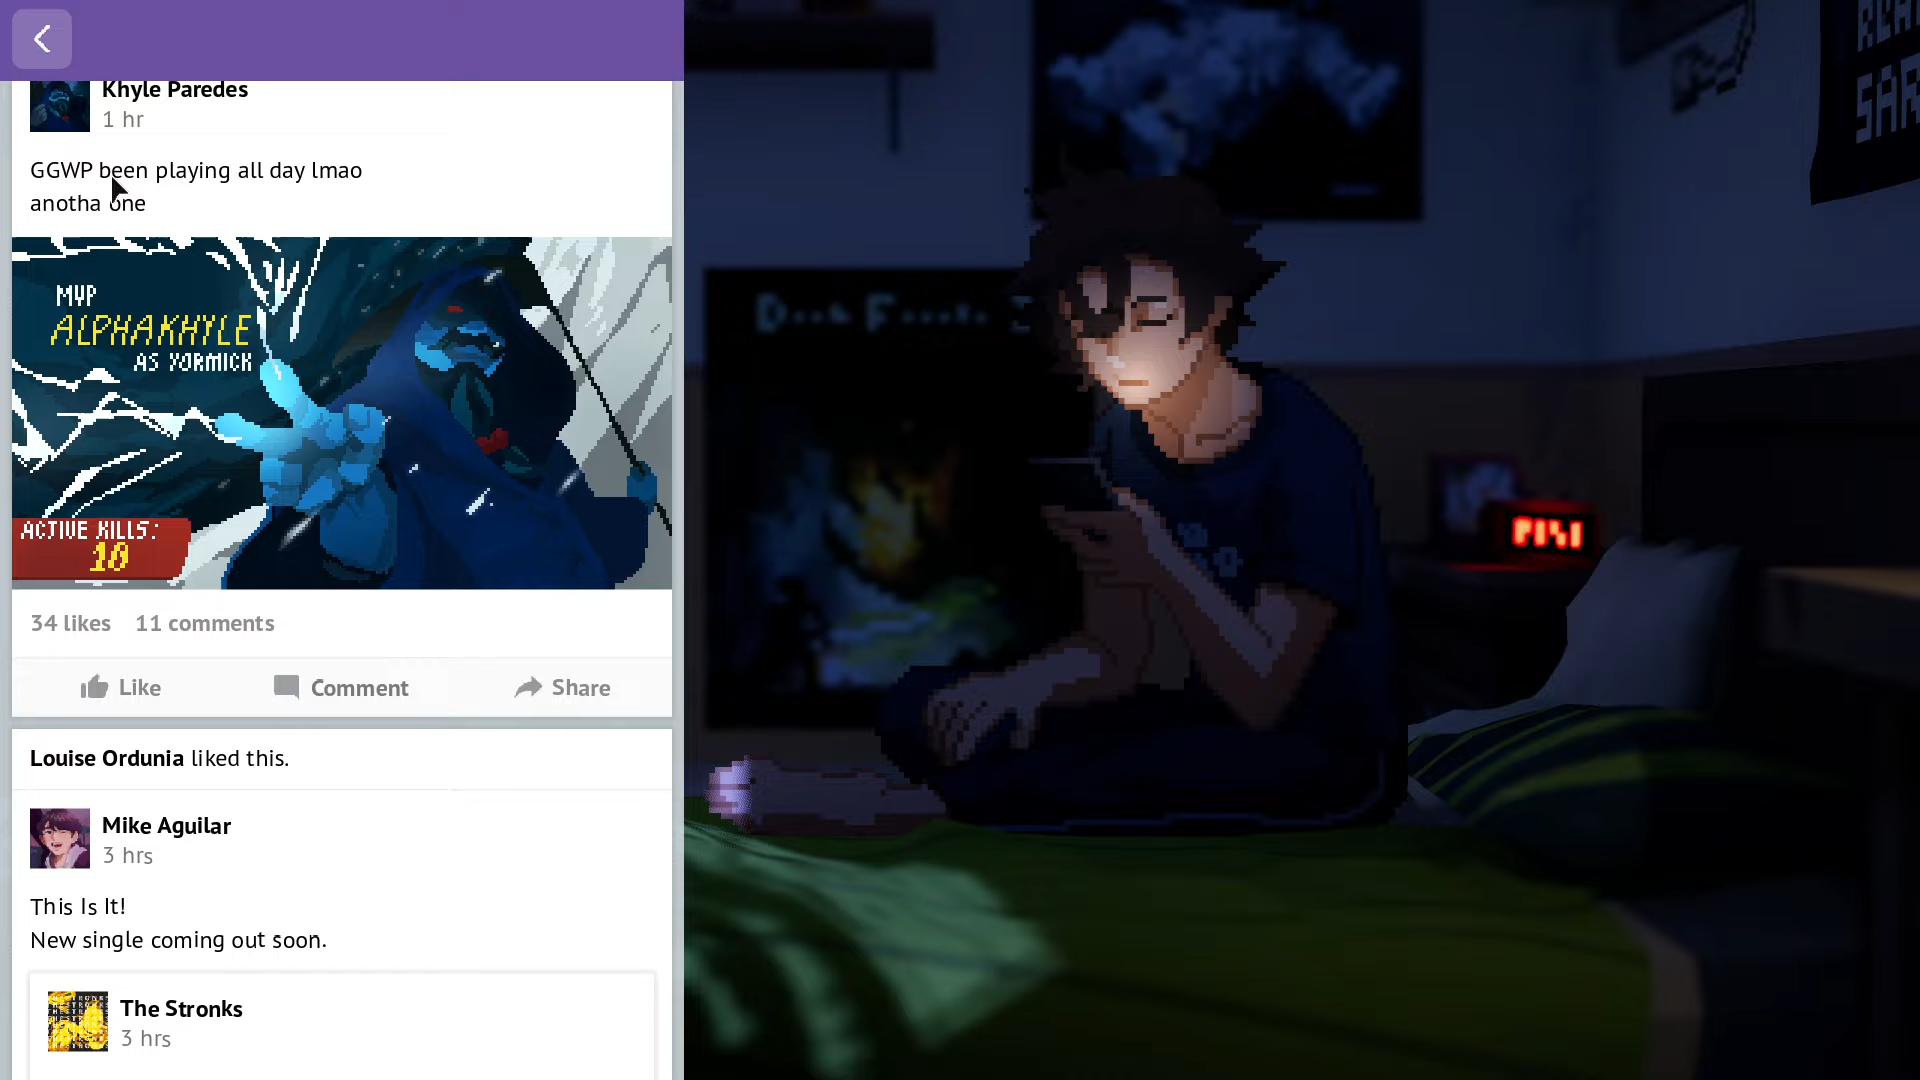 Khyle Paredes
1 hr
GGWP been playing all day lmao
anotha one
MVP
ALPHAKHYLE
AS YORMICK
ACTIVE KILLS:
10
34 likes 11 comments
Like Comment Share
Louise Ordunia liked this.
Mike Aguilar
3 hrs
This Is It!
New single coming out soon.
The Stronks
3 hrs